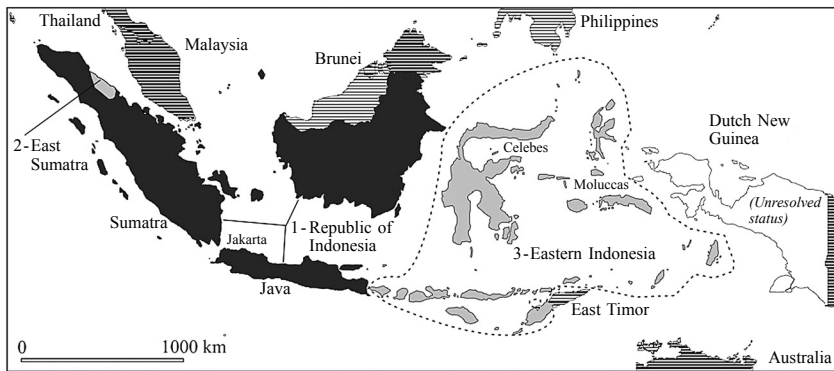 Thailand
Malaysia
Brunei
Philippines
2-East
Sumatra
Celebes
Dutch New
Guinea
Moluccas
(Unresolved
status)
Sumatra
1-Republic of
Indonesia
Jakarta
3-Eastern Indonesia
Java
East Timor
0
1000 km
Australia